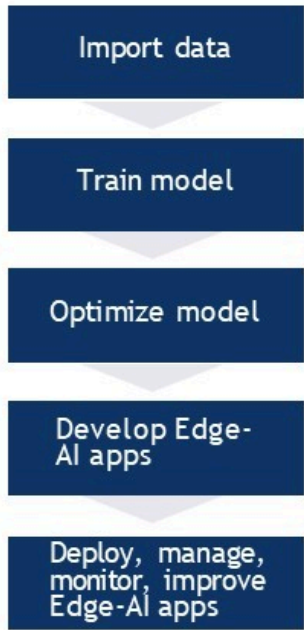 Import data
Train model
Optimize model
Develop Edge-
AI apps
Deploy, manage,
monitor, improve
Edge-AI apps